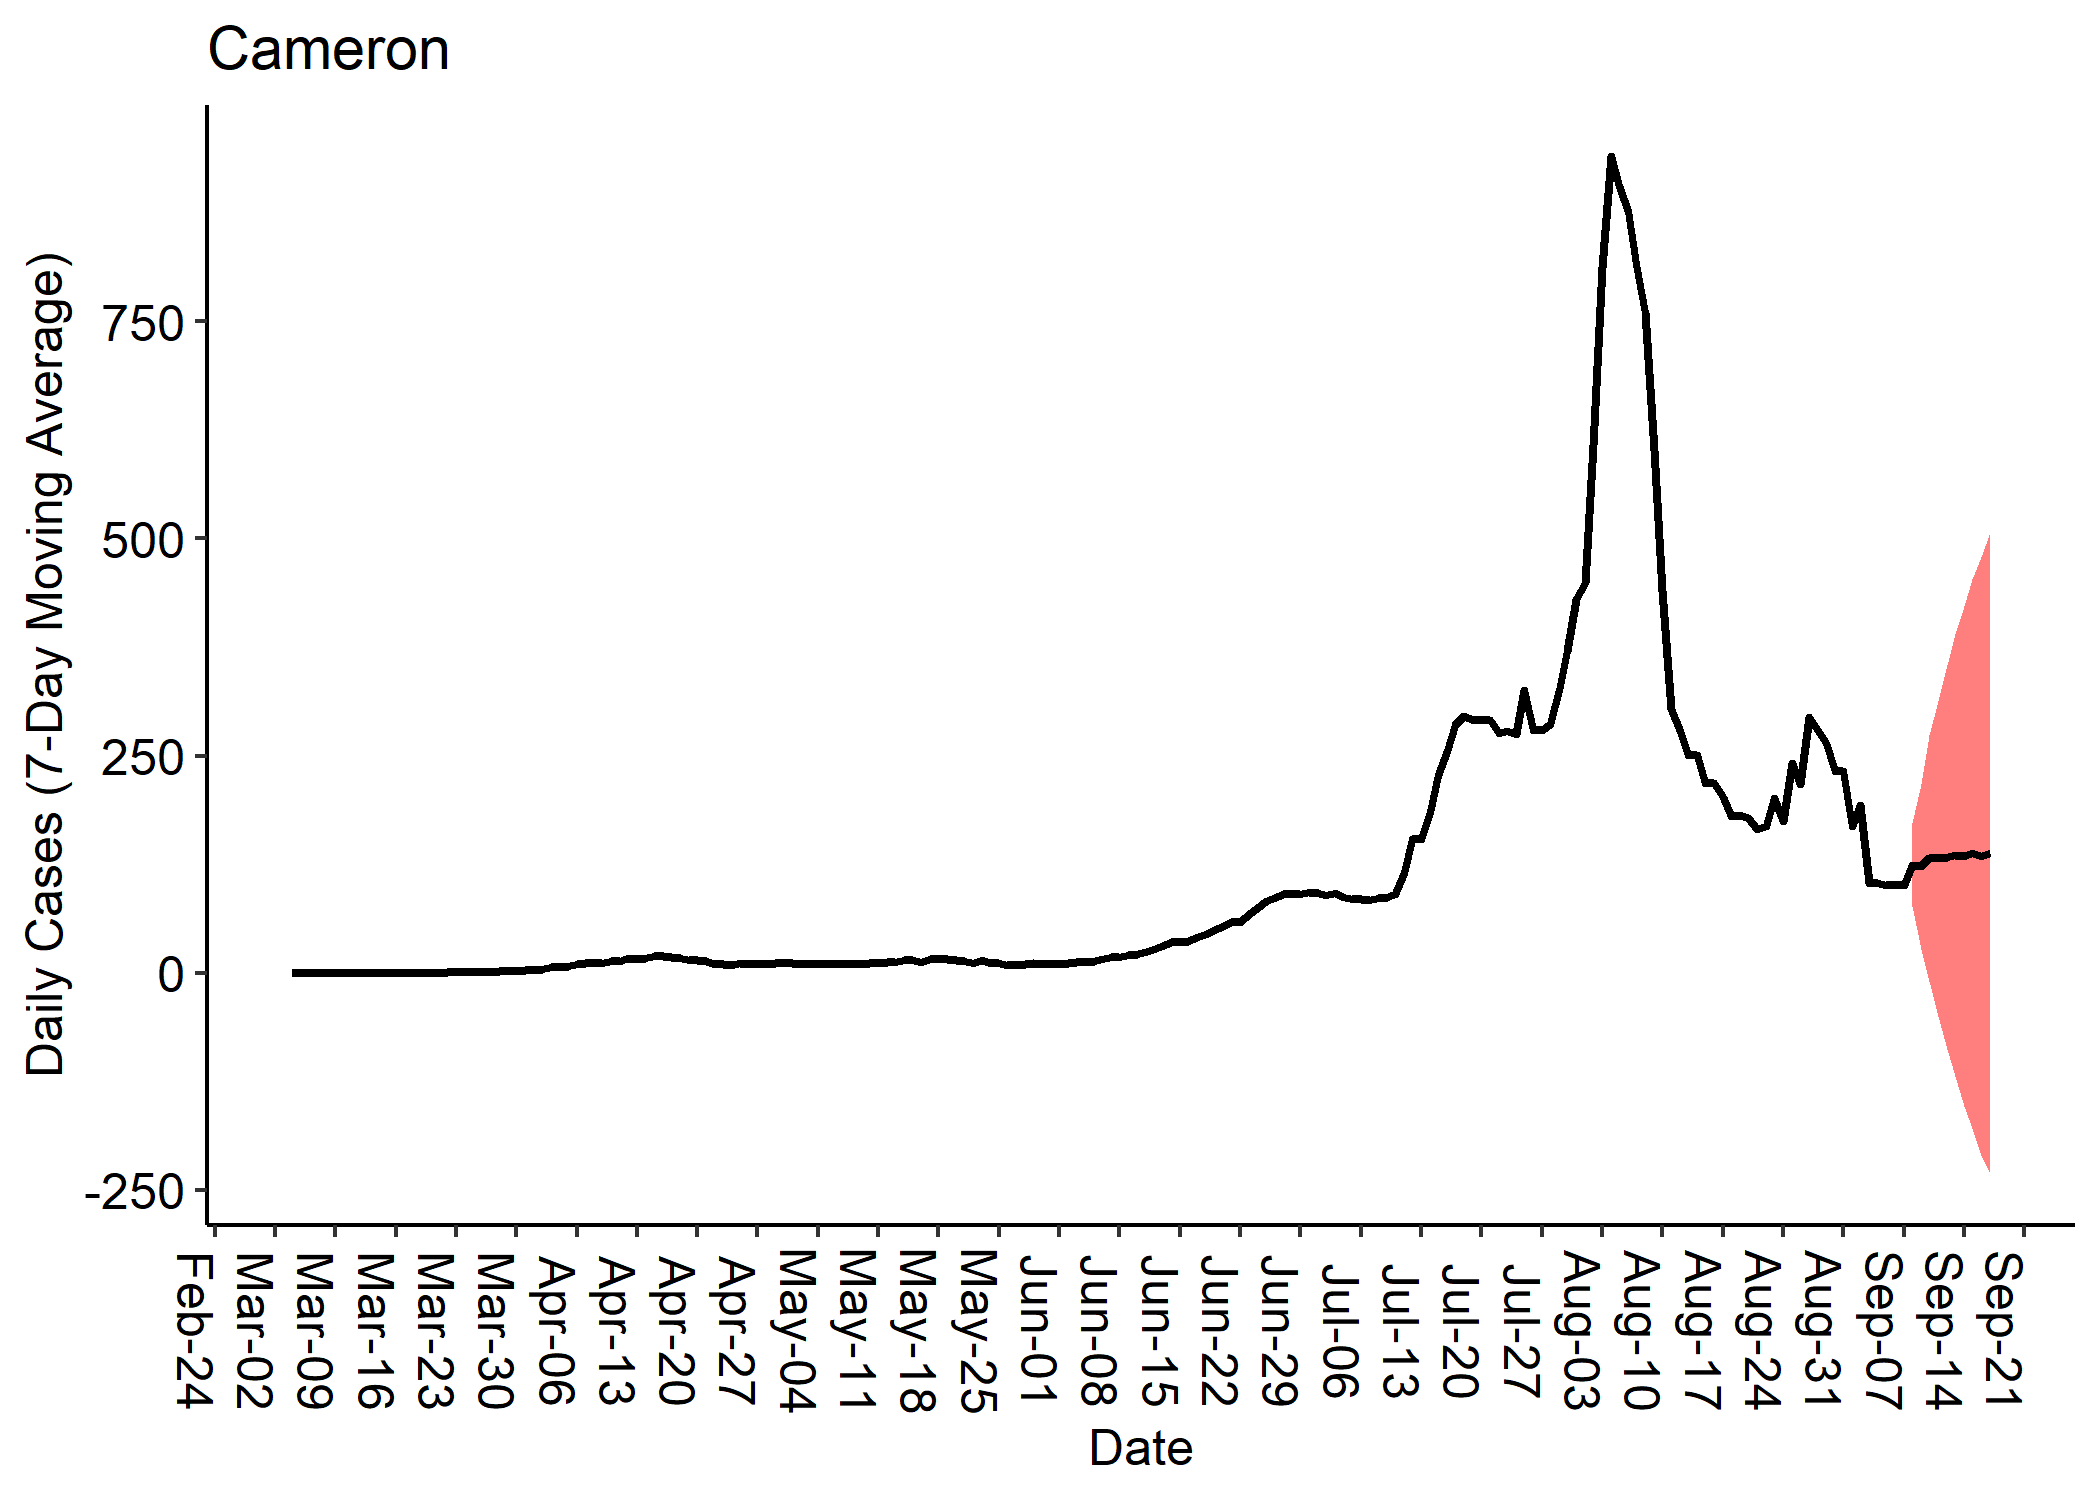 Cameron
Daily Cases (7-Day Moving Average)
750
500
250
0
-250
Feb-24
Mar-02
Mar-09
Mar-16
Mar-23
Mar-30
Apr-06
Apr-13
Apr-20
Apr-27
May-04
May-11
May-18
May-25
Jun-01
Jun-08
Jun-15
Jun-22
Jun-29
Jul-06
Jul-13
Jul-20
Jul-27
Aug-03
Aug-10
Aug-17
Aug-24
Aug-31
Sep-07
Sep-14
Sep-21
Date